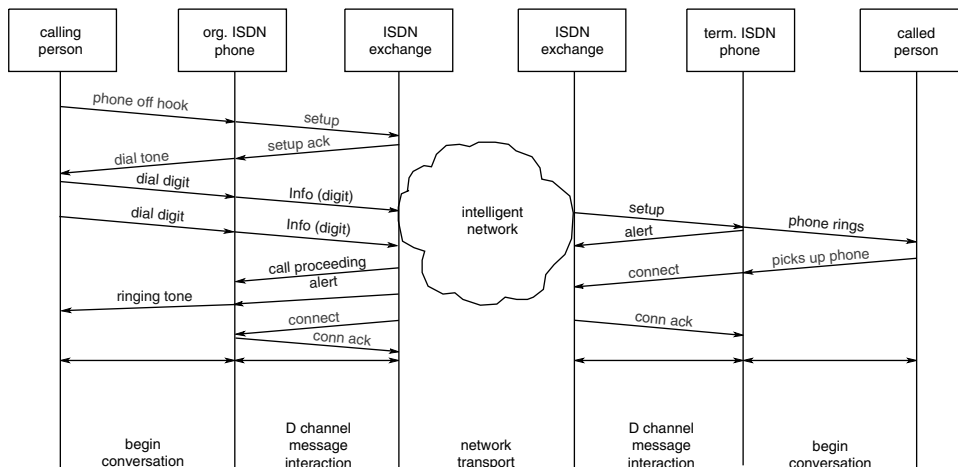 calling
person
org. ISDN
phone
ISDN
exchange
ISDN
exchange
term. ISDN
phone
called
person
phone off hook
setup
setup ack
dial tone
dial digit
Info (digit)
dial digit
Info (digit)
call proceeding
alert
ringing tone
connect
conn ack
intelligent
network
setup
alert
phone rings
picks up phone
connect
conn ack
begin
conversation
D channel
message
interaction
network
transport
D channel
message
interaction
begin
conversation